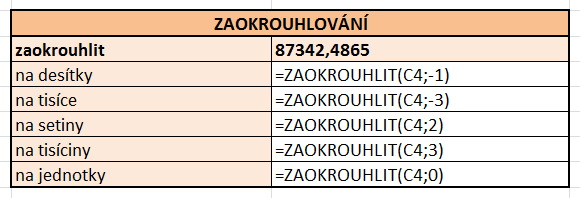 ZAOKROUHLOVÁNÍ
zaokrouhlit 87342,4865
na desítky =ZAOKROUHLIT(C4;-1)
na tisíce =ZAOKROUHLIT(C4;-3)
na setiny =ZAOKROUHLIT(C4;2)
na tisíciny =ZAOKROUHLIT(C4;3)
na jednotky =ZAOKROUHLIT(C4;0)